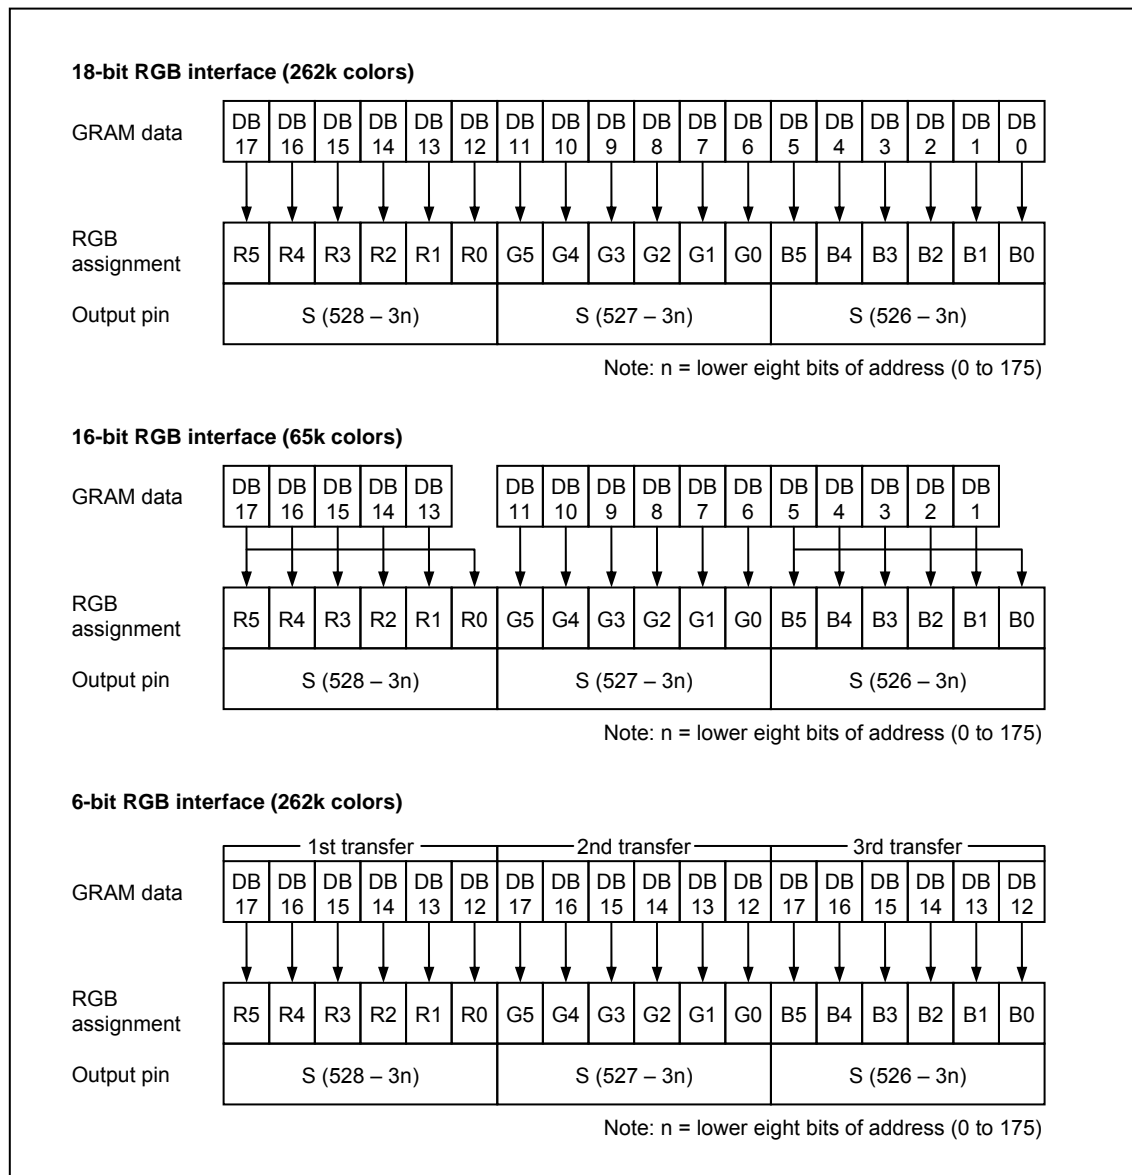 18-bit RGB interface (262k colors)
GRAM data DB 17 DB 16 DB 15 DB 14 DB 13 DB 12 DB 11 DB 10 DB 9 DB 8 DB 7 DB 6 DB 5 DB 4 DB 3 DB 2 DB 1 DB 0
RGB assignment R5 R4 R3 R2 R1 R0 G5 G4 G3 G2 G1 G0 B5 B4 B3 B2 B1 B0
Output pin S (528 – 3n) S (527 – 3n) S (526 – 3n)
Note: n = lower eight bits of address (0 to 175)
16-bit RGB interface (65k colors)
GRAM data DB 17 DB 16 DB 15 DB 14 DB 13 DB 11 DB 10 DB 9 DB 8 DB 7 DB 6 DB 5 DB 4 DB 3 DB 2 DB 1
RGB assignment R5 R4 R3 R2 R1 R0 G5 G4 G3 G2 G1 G0 B5 B4 B3 B2 B1 B0
Output pin S (528 – 3n) S (527 – 3n) S (526 – 3n)
Note: n = lower eight bits of address (0 to 175)
6-bit RGB interface (262k colors)
1st transfer 2nd transfer 3rd transfer
GRAM data DB 17 DB 16 DB 15 DB 14 DB 13 DB 12 DB 17 DB 16 DB 15 DB 14 DB 13 DB 12 DB 17 DB 16 DB 15 DB 14 DB 13 DB 12
RGB assignment R5 R4 R3 R2 R1 R0 G5 G4 G3 G2 G1 G0 B5 B4 B3 B2 B1 B0
Output pin S (528 – 3n) S (527 – 3n) S (526 – 3n)
Note: n = lower eight bits of address (0 to 175)